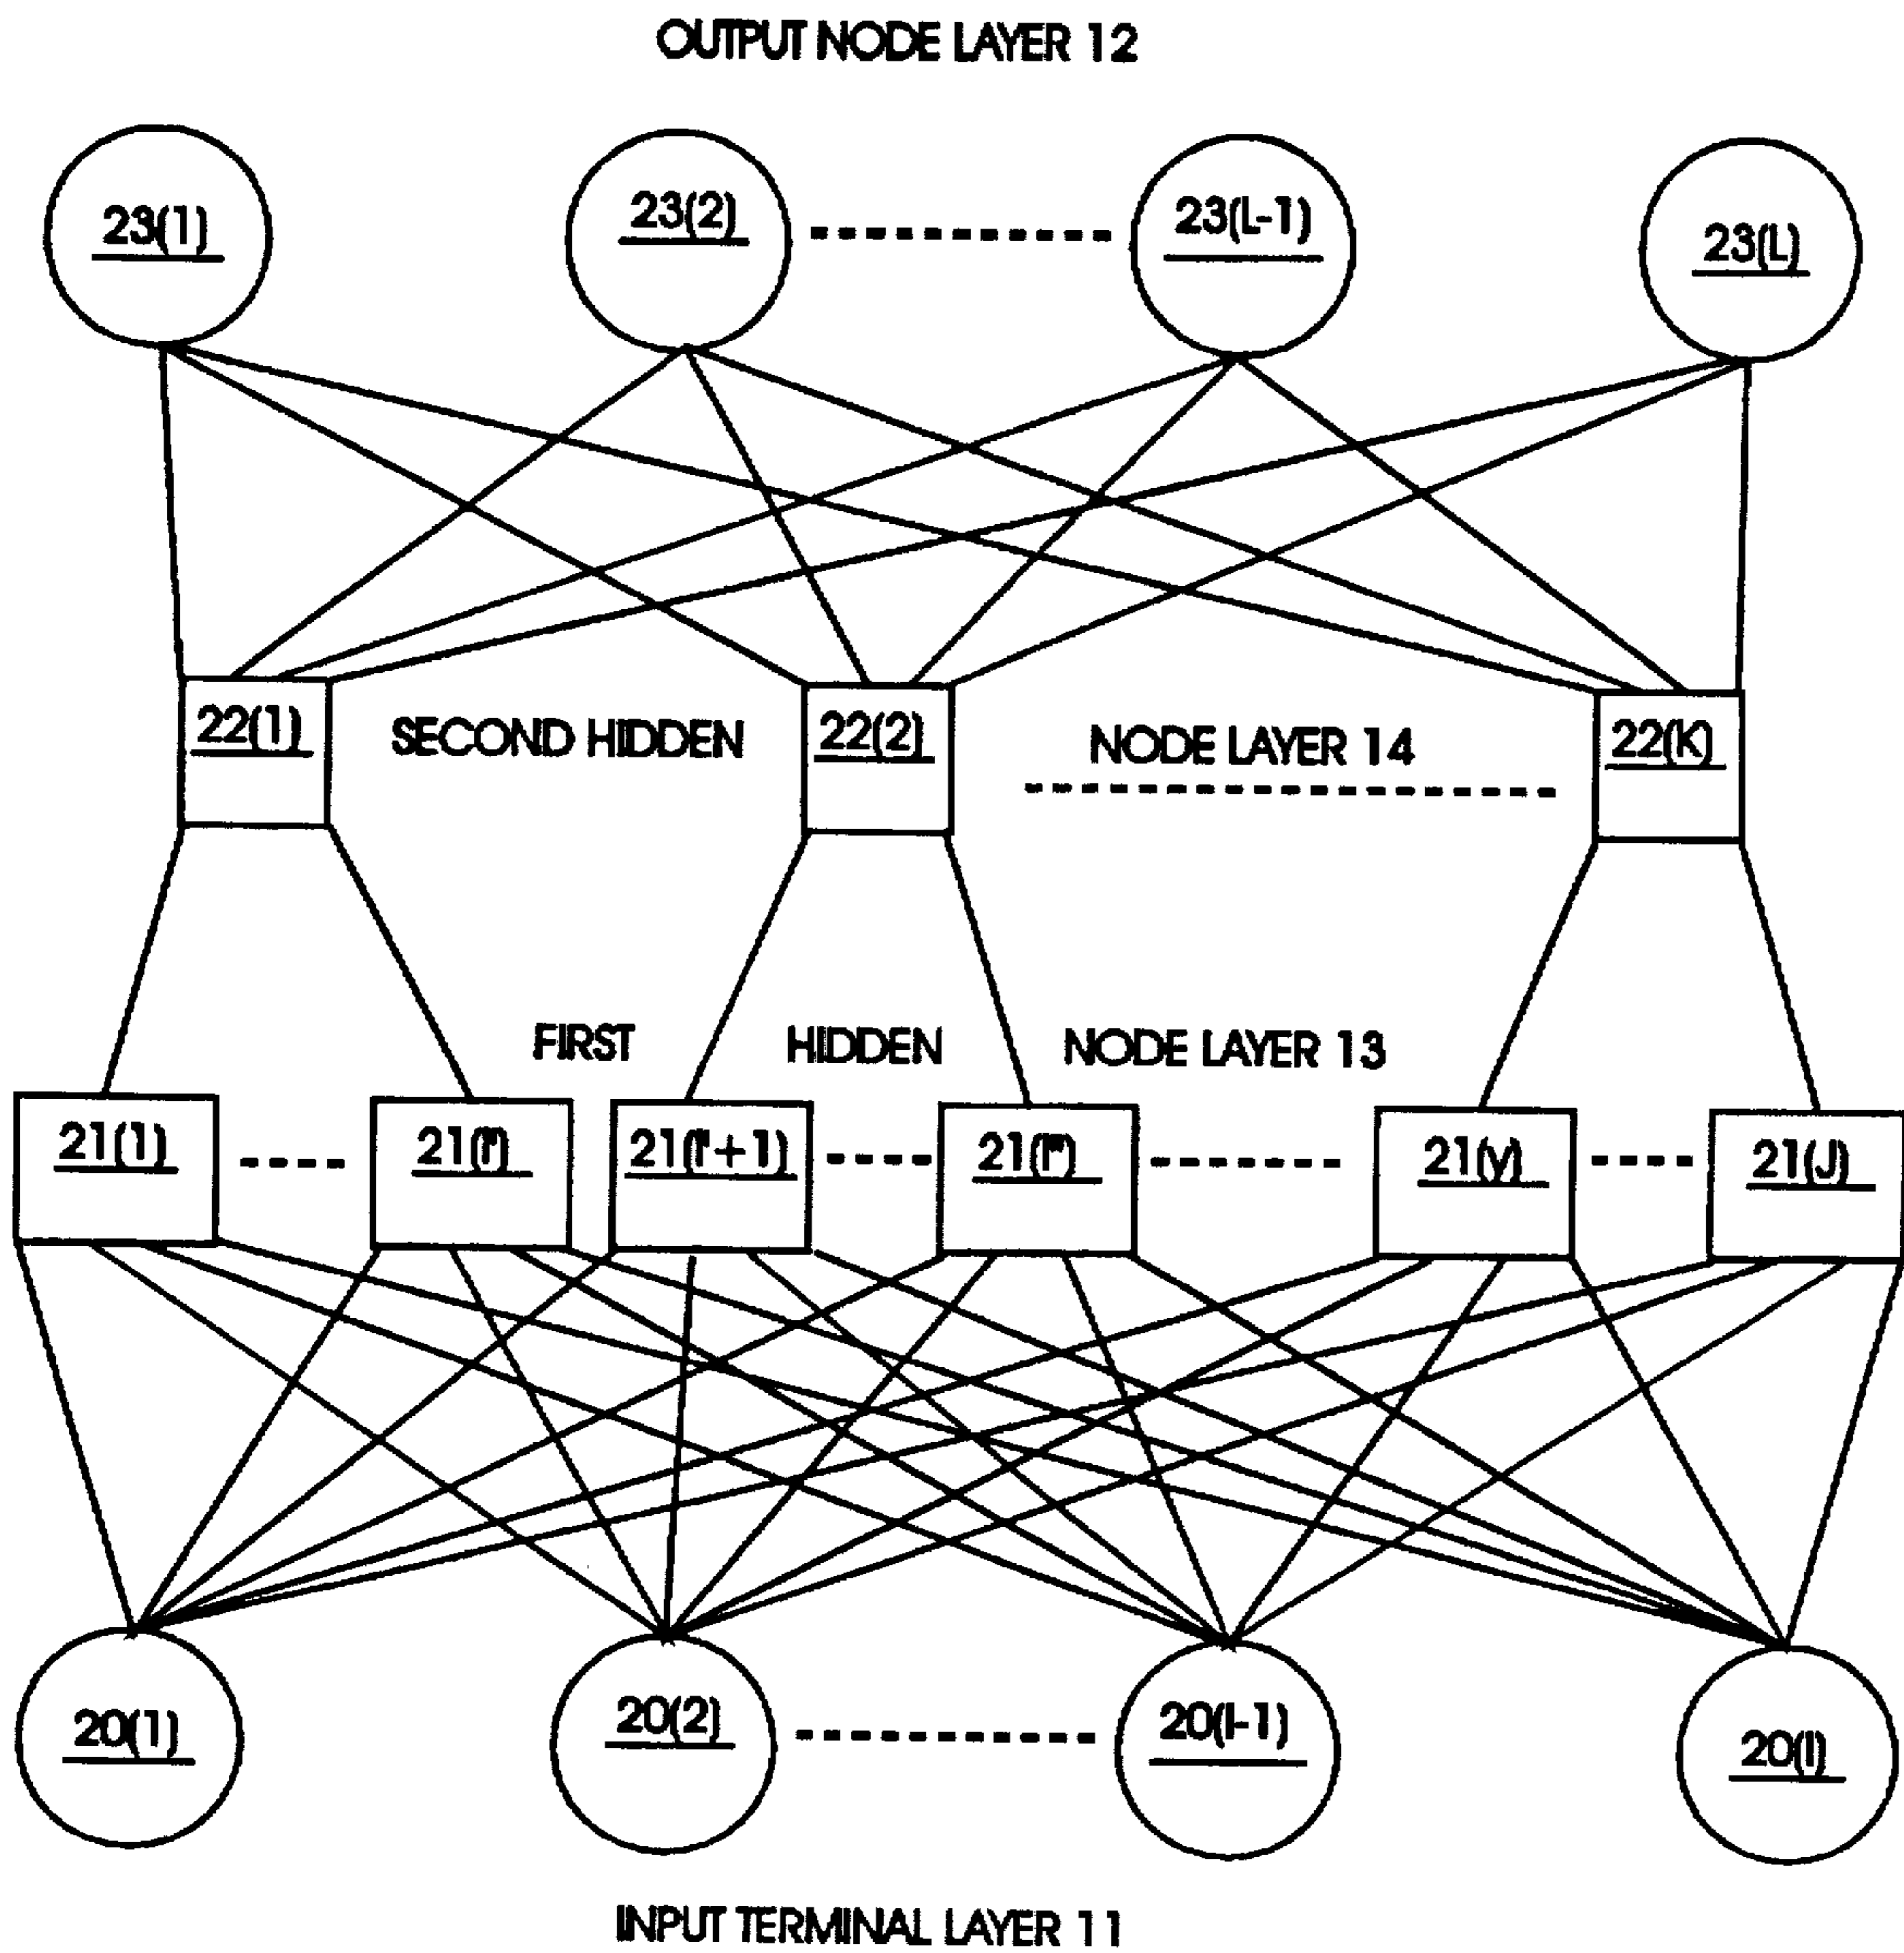 OUTPUT NODE LAYER 12
23(1) 23(2) 23(L-1) 23(L)
22(1) SECOND HIDDEN 22(2) NODE LAYER 14 22(K)
FIRST HIDDEN NODE LAYER 13
21(1) 21(I') 21(I'+1) 21(I") 21(y) 21(J)
20(1) 20(2) 20(I-1) 20(I)
INPUT TERMINAL LAYER 11